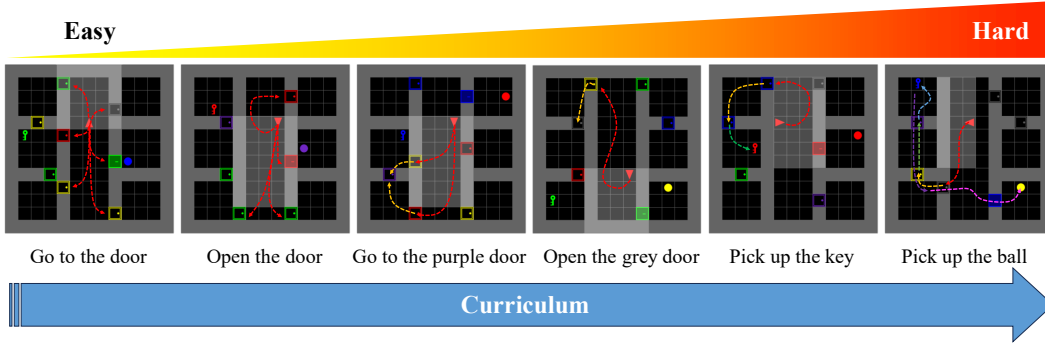 Easy
Hard
Go to the door
Open the door
Go to the purple door
Open the grey door
Pick up the key
Pick up the ball
Curriculum